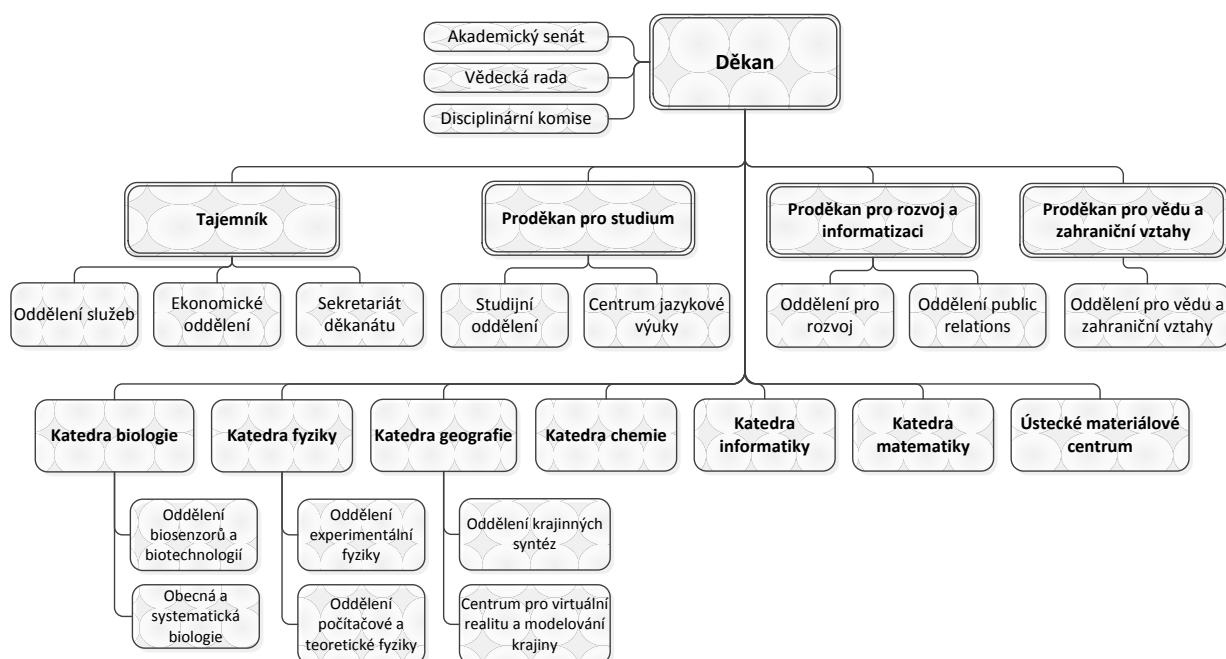 Akademický senát
Vědecká rada
Disciplinární komise
Děkan
Tajemník
Proděkan pro studium
Proděkan pro rozvoj a
informatizaci
Proděkan pro vědu a
zahraniční vztahy
Oddělení služeb
Ekonomické
oddělení
Sekretariát
děkanátu
Studijní
oddělení
Centrum jazykové
výuky
Oddělení pro
rozvoj
Oddělení public
relations
Oddělení pro vědu a
zahraniční vztahy
Katedra biologie
Katedra fyziky
Katedra geografie
Katedra chemie
Katedra
informatiky
Katedra
matematiky
Ústecké materiálové
centrum
Oddělení
biosenzorů a
biotechnologií
Oddělení
experimentální
fyziky
Oddělení krajinných
syntéz
Obecná a
systematická
biologie
Oddělení
počítačové a
teoretické fyziky
Centrum pro virtuální
realitu a modelování
krajiny